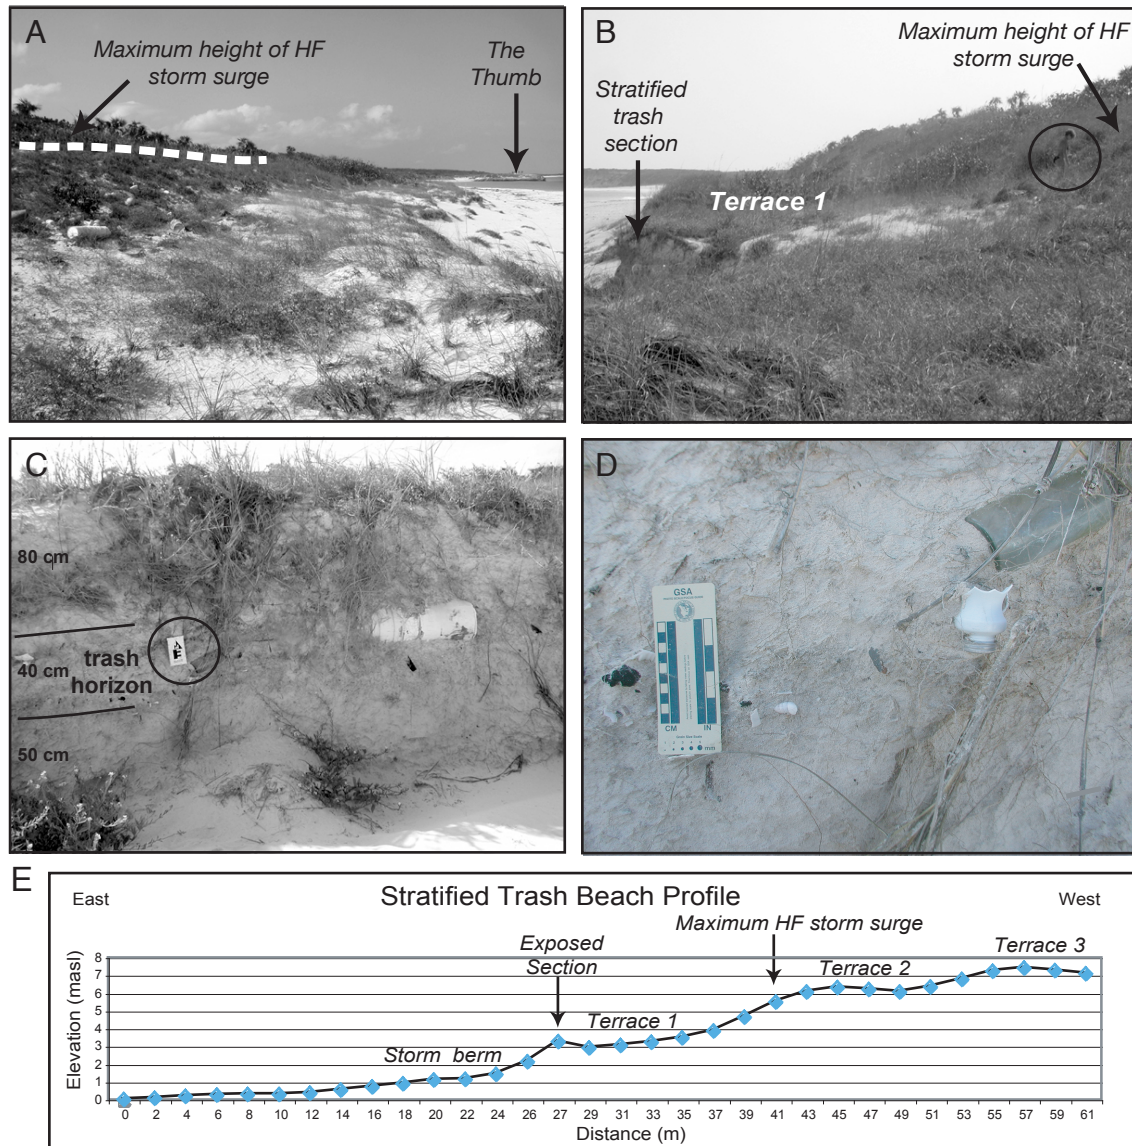 A
Maximum height of HF
storm surge
The
Thumb
B
Maximum height of HF
storm surge
Stratified
trash
section
Terrace 1
C
80 cm
40 cm
trash
horizon
50 cm
D
GSA
CM
IN
mm
E
East
Stratified Trash Beach Profile
West
Maximum HF storm surge
Exposed
Section
Terrace 1
Terrace 2
Terrace 3
Storm berm
Elevation (masl)
8
7
6
5
4
3
2
1
0
0 2 4 6 8 10 12 14 16 18 20 22 24 26 27 29 31 33 35 37 39 41 43 45 47 49 51 53 55 57 59 61
Distance (m)